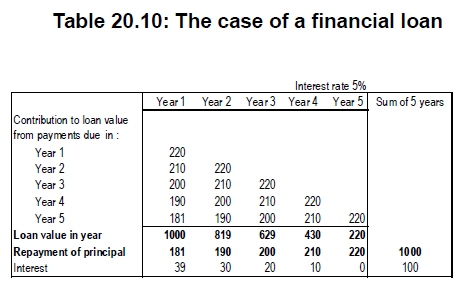 Table 20.10: The case of a financial loan
Interest rate 5%
Year 1 Year 2 Year 3 Year 4 Year 5 Sum of 5 years
Contribution to loan value
from payments due in :
Year 1 220
Year 2 210 220
Year 3 200 210 220
Year 4 190 200 210 220
Year 5 181 190 200 210 220
Loan value in year 1000 819 629 430 220
Repayment of principal 181 190 200 210 220 1000
Interest 39 30 20 10 0 100